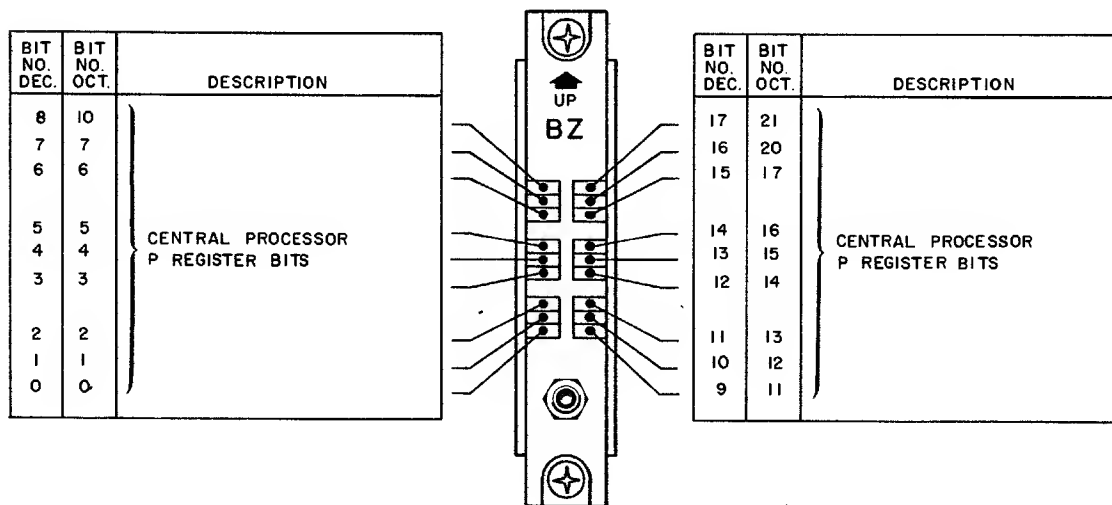 BIT NO. DEC. BIT NO. OCT. DESCRIPTION
8 10
7 7
6 6
5 5
4 4
3 3
2 2
1 1
0 0
CENTRAL PROCESSOR
P REGISTER BITS
UP
BZ
BIT NO. DEC. BIT NO. OCT. DESCRIPTION
17 21
16 20
15 17
14 16
13 15
12 14
11 13
10 12
9 11
CENTRAL PROCESSOR
P REGISTER BITS